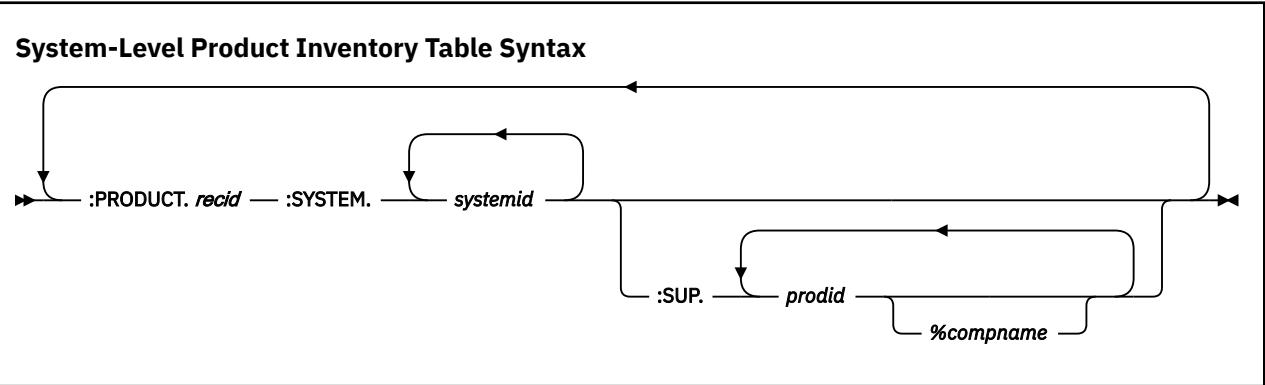 System-Level Product Inventory Table Syntax
:PRODUCT. recid :SYSTEM. systemid
:SUP. prodid
%compname